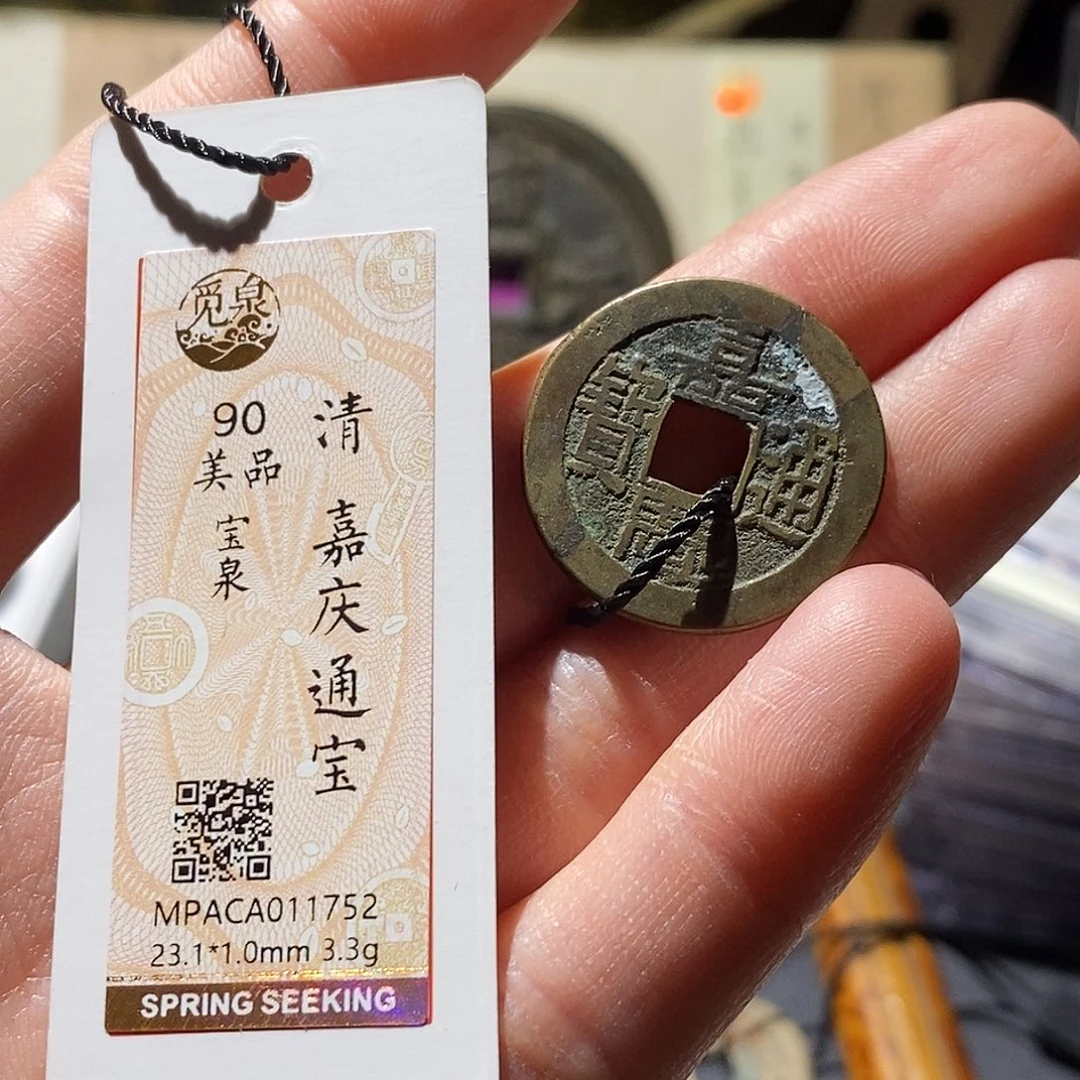 觅泉
清 嘉庆通宝
90
美品
宝泉
MPACA011752
23.1*1.0mm 3.3g
SPRING SEEKING
嘉慶通寶